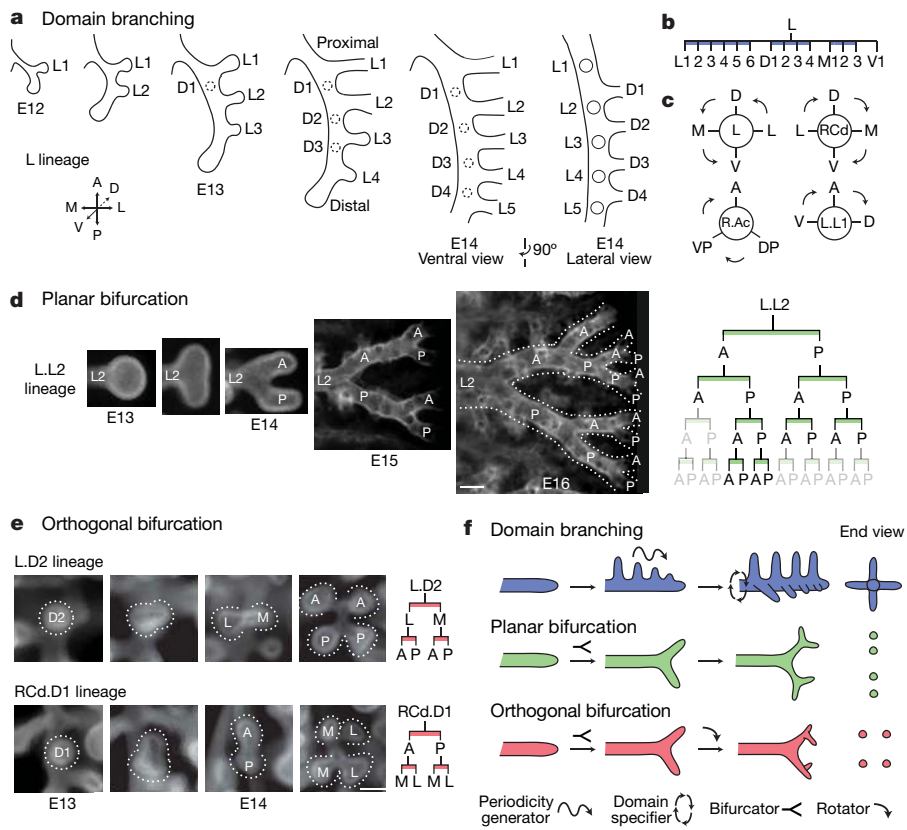 a Domain branching
E12
L1
L1
L2
D1
L1
L2
L3
E13
Proximal
D1
L1
D2
L2
D3
L3
L4
Distal
D1
L1
D2
L2
D3
L3
D4
L4
L5
E14
Ventral view
90º
L1
D1
L2
D2
L3
D3
L4
D4
L5
E14
Lateral view
L lineage
A
D
M
L
V
P
b
L
L1 2 3 4 5 6 D1 2 3 4 M1 2 3 V1
c
D
M L L
V
D
L RCd M
V
A
R.Ac
VP DP
A
V L.L1 D
d Planar bifurcation
L.L2
lineage
L2
E13
L2
L2
A
P
E14
L2
A
A
P
P
A
P
E15
L2
A
A
A
P
P
A
P
P
A
A
P
P
A
P
E16
L.L2
A P
A P A P
A P A P A P A P
A P A P A P A P A P A P A P A P
e Orthogonal bifurcation
L.D2 lineage
D2
L M
A A
P P
L.D2
L M
A P A P
RCd.D1 lineage
D1
A
P
M L
M L
RCd.D1
A P
M L M L
E13
E14
f Domain branching
End view
Planar bifurcation
Orthogonal bifurcation
Periodicity
generator
Domain
specifier
Bifurcator
Rotator